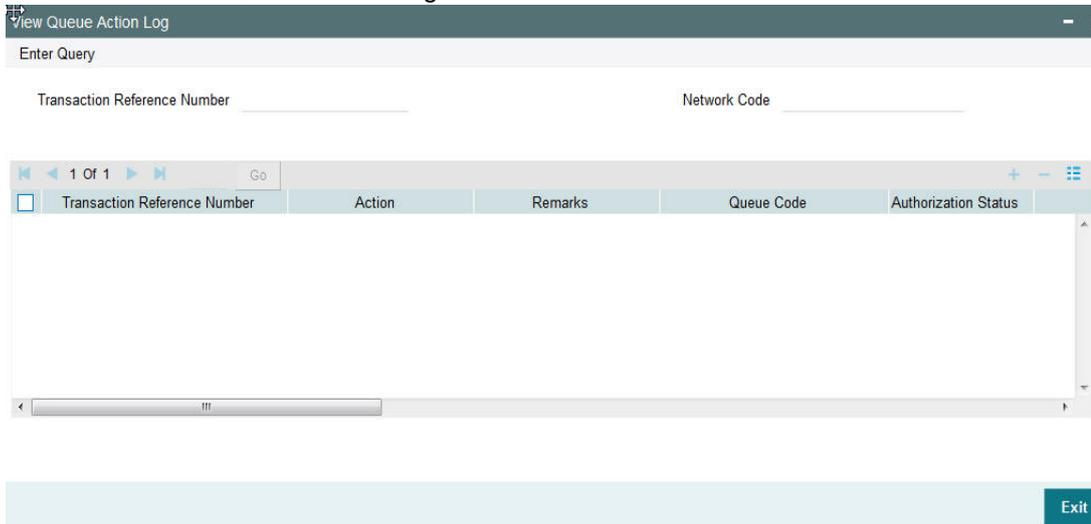 View Queue Action Log
Enter Query
Transaction Reference Number
Network Code
1 Of 1
Go
Transaction Reference Number Action Remarks Queue Code Authorization Status
Exit